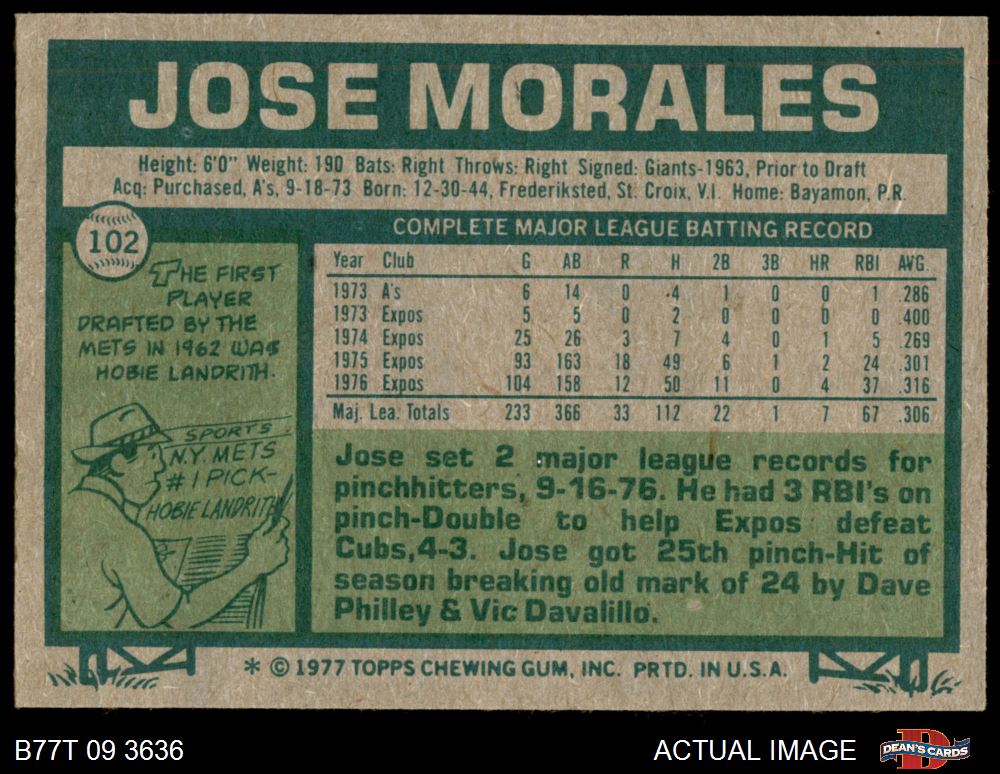 JOSE MORALES
Height: 6'0" Weight: 190 Bats: Right Throws: Right Signed: Giants-1963, Prior to Draft
Acq: Purchased, A's, 9-18-73 Born: 12-30-44, Frederiksted, St. Croix, V.I. Home: Bayamon, P.R.
102
THE FIRST
PLAYER
DRAFTED BY THE
METS IN 1962 WAS
HOBIE LANDRITH.
SPORTS
N.Y. METS
#1 PICK-
HOBIE LANDRITH
COMPLETE MAJOR LEAGUE BATTING RECORD
Year Club G AB R H 2B 3B HR RBI AVG.
1973 A's 6 14 0 4 1 0 0 1 .286
1973 Expos 5 5 0 2 0 0 0 0 .400
1974 Expos 25 26 3 7 4 0 1 5 .269
1975 Expos 93 163 18 49 6 1 2 24 .301
1976 Expos 104 158 12 50 11 0 4 37 .316
Maj. Lea. Totals 233 366 33 112 22 1 7 67 .306
Jose set 2 major league records for
pinchhitters, 9-16-76. He had 3 RBI's on
pinch-Double to help Expos defeat
Cubs,4-3. Jose got 25th pinch-Hit of
season breaking old mark of 24 by Dave
Philley & Vic Davalillo.
* © 1977 TOPPS CHEWING GUM, INC. PRTD. IN U.S.A.
B77T 09 3636
ACTUAL IMAGE
DEAN'S CARDS